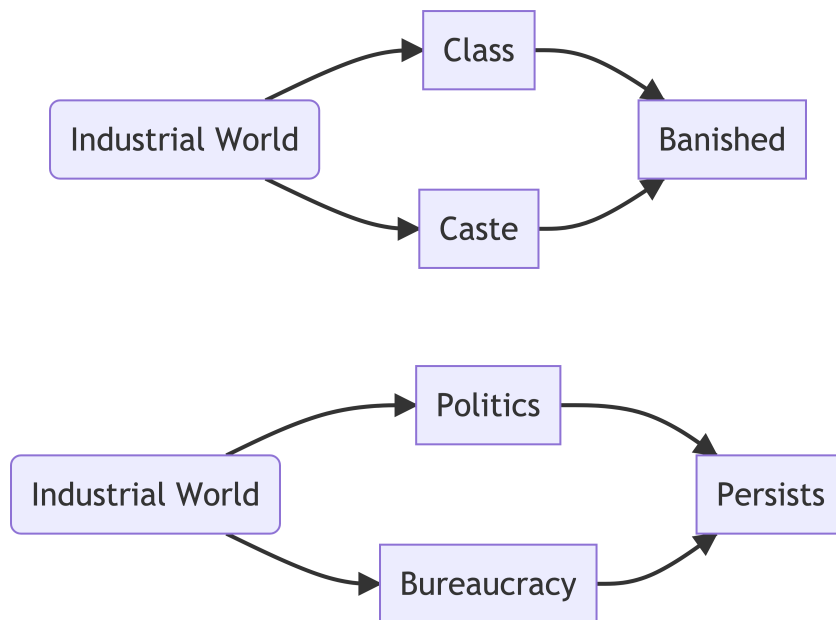 Class
Industrial World
Banished
Caste
Politics
Industrial World
Persists
Bureaucracy